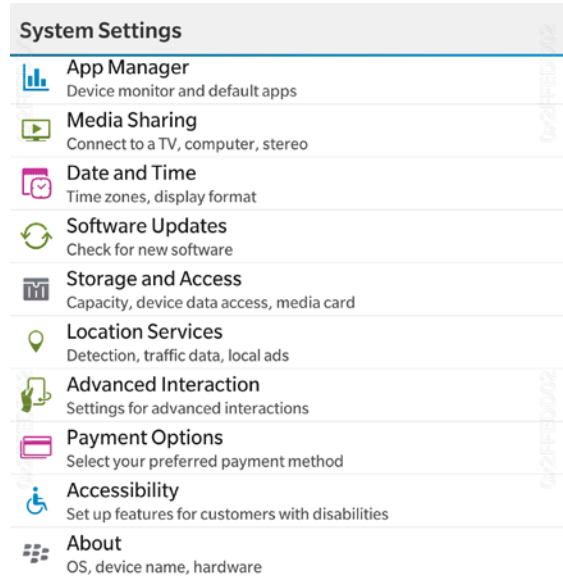 System Settings
App Manager
Device monitor and default apps
Media Sharing
Connect to a TV, computer, stereo
Date and Time
Time zones, display format
Software Updates
Check for new software
Storage and Access
Capacity, device data access, media card
Location Services
Detection, traffic data, local ads
Advanced Interaction
Settings for advanced interactions
Payment Options
Select your preferred payment method
Accessibility
Set up features for customers with disabilities
About
OS, device name, hardware